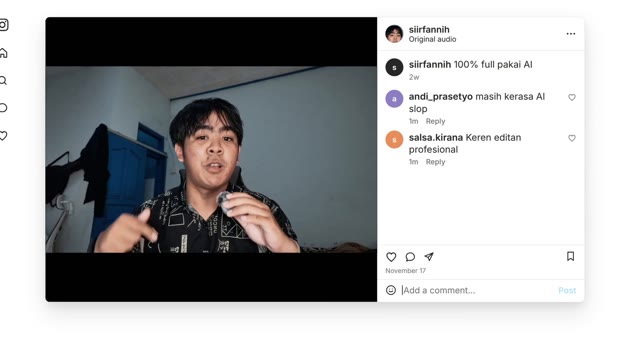 siirfannih
Original audio
s
siirfannih 100% full pakai AI
2w
a
andi_prasetyo masih kerasa AI
slop
1m Reply
s
salsa.kirana Keren editan
profesional
1m Reply
November 17
Add a comment...
Post